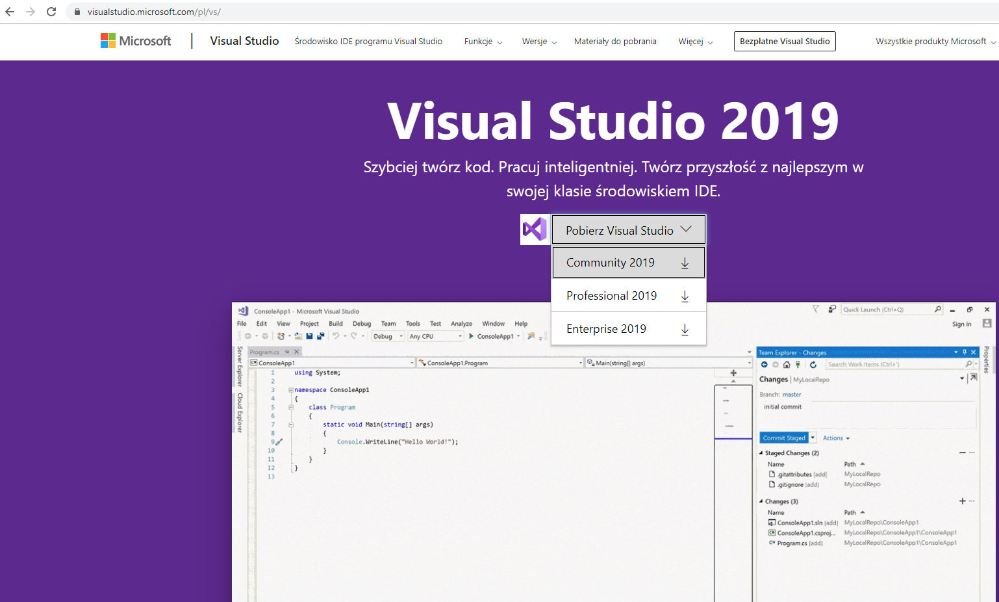 visualstudio.microsoft.com/pl/vs/
Microsoft
Visual Studio
Środowisko IDE programu Visual Studio
Funkcje
Wersje
Materiały do pobrania
Więcej
Bezpłatne Visual Studio
Wszystkie produkty Microsoft
Visual Studio 2019
Szybciej twórz kod. Pracuj inteligentniej. Twórz przyszłość z najlepszym w
swojej klasie środowiskiem IDE.
Pobierz Visual Studio
Community 2019
Professional 2019
Enterprise 2019
ConsoleApp1 - Microsoft Visual Studio
Quick Launch (Ctrl+Q)
File Edit View Project Build Debug Team Tools Test Analyze Window Help
Sign in
Debug Any CPU ConsoleApp1
Server Explorer
Cloud Explorer
Program.cs
ConsoleApp1
ConsoleApp1.Program
Main(string[] args)
1 using System;
2
3 namespace ConsoleApp1
4 {
5 class Program
6 {
7 static void Main(string[] args)
8 {
9 Console.WriteLine("Hello World!");
10 }
11 }
12 }
13
Team Explorer - Changes
Search Work Items (Ctrl+')
Changes | MyLocalRepo
Branch: master
initial commit
Commit Staged
Actions
Staged Changes (2)
Name Path
.gitattributes [add] MyLocalRepo
.gitignore [add] MyLocalRepo
Changes (3)
Name Path
ConsoleApp1.sln [add] MyLocalRepo\ConsoleApp1
ConsoleApp1.csproj... MyLocalRepo\ConsoleApp1\ConsoleApp1
Program.cs [add] MyLocalRepo\ConsoleApp1\ConsoleApp1
Properties